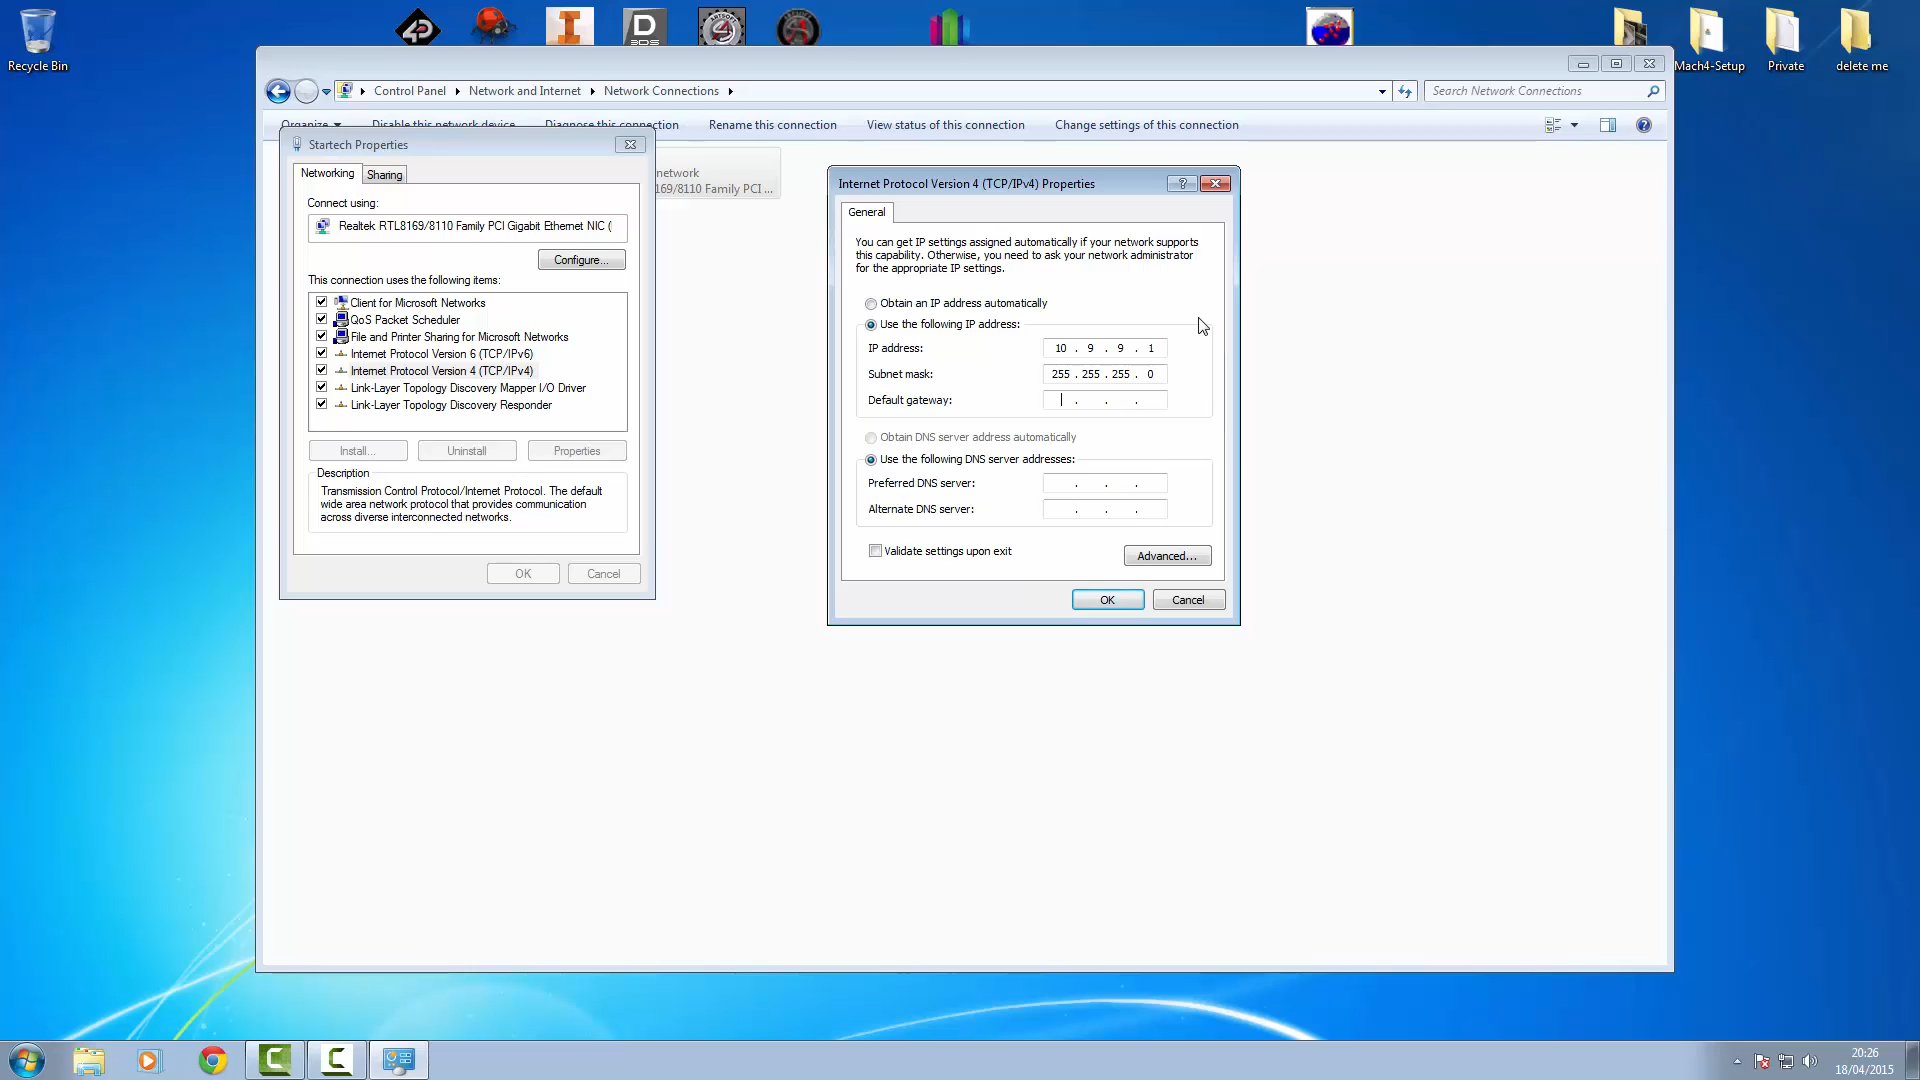 Recycle Bin
Mach4-Setup
Private
delete me
Control Panel
Network and Internet
Network Connections
Search Network Connections
Organize
Disable this network device
Diagnose this connection
Rename this connection
View status of this connection
Change settings of this connection
network
169/8110 Family PCI ...
Startech Properties
Networking
Sharing
Connect using:
Realtek RTL8169/8110 Family PCI Gigabit Ethernet NIC (
Configure...
This connection uses the following items:
Client for Microsoft Networks
QoS Packet Scheduler
File and Printer Sharing for Microsoft Networks
Internet Protocol Version 6 (TCP/IPv6)
Internet Protocol Version 4 (TCP/IPv4)
Link-Layer Topology Discovery Mapper I/O Driver
Link-Layer Topology Discovery Responder
Install...
Uninstall
Properties
Description
Transmission Control Protocol/Internet Protocol. The default
wide area network protocol that provides communication
across diverse interconnected networks.
OK
Cancel
Internet Protocol Version 4 (TCP/IPv4) Properties
General
You can get IP settings assigned automatically if your network supports
this capability. Otherwise, you need to ask your network administrator
for the appropriate IP settings.
Obtain an IP address automatically
Use the following IP address:
IP address: 10 . 9 . 9 . 1
Subnet mask: 255 . 255 . 255 . 0
Default gateway: . . .
Obtain DNS server address automatically
Use the following DNS server addresses:
Preferred DNS server: . . .
Alternate DNS server: . . .
Validate settings upon exit
Advanced...
OK
Cancel
20:26
18/04/2015